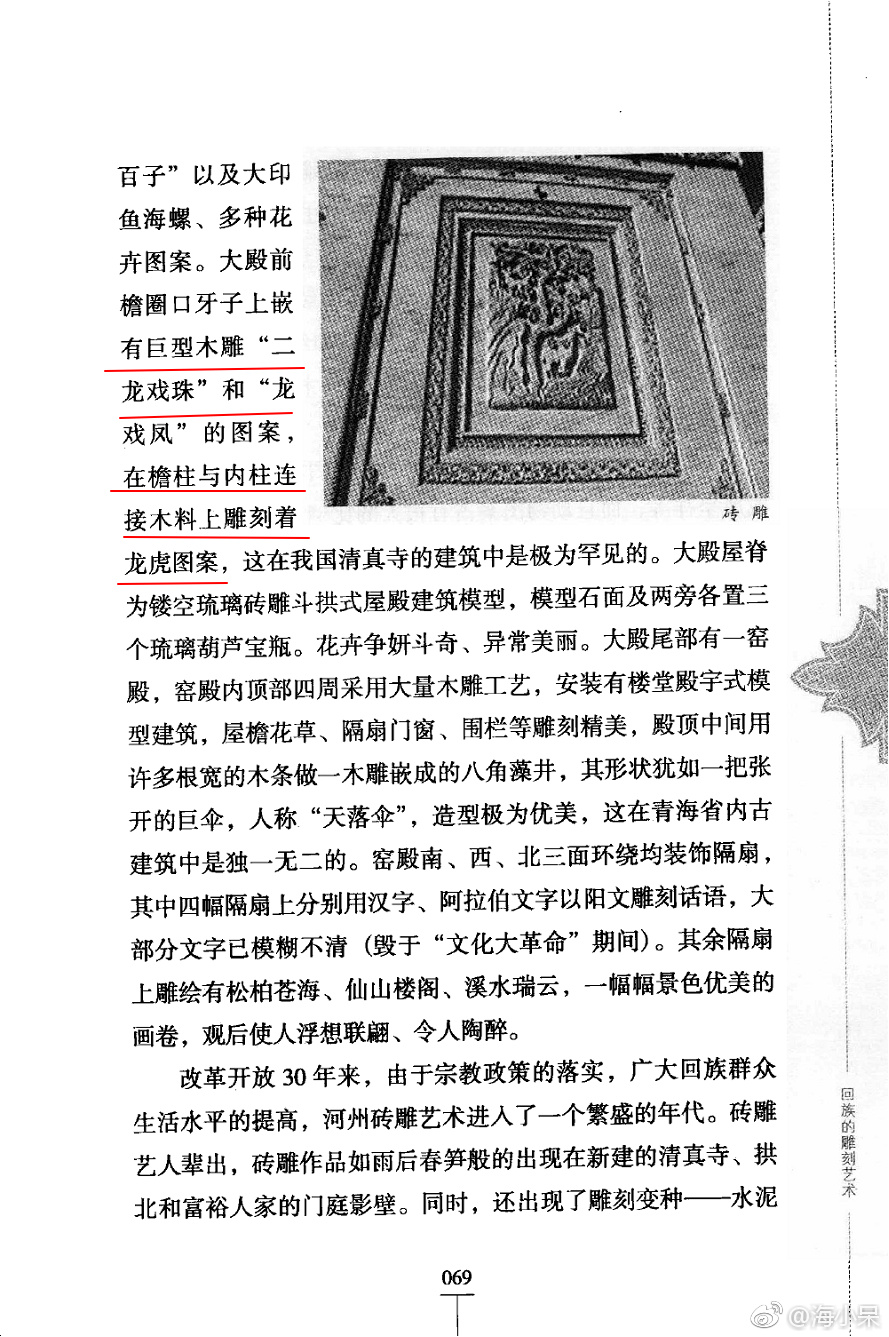 百子”以及大印
鱼海螺、多种花
卉图案。大殿前
檐圈口牙子上嵌
有巨型木雕“二
龙戏珠”和“龙
戏凤”的图案，
在檐柱与内柱连
接木料上雕刻着
龙虎图案，这在我国清真寺的建筑中是极为罕见的。大殿屋脊
为镂空琉璃砖雕斗拱式屋殿建筑模型，模型石面及两旁各置三
个琉璃葫芦宝瓶。花卉争妍斗奇、异常美丽。大殿尾部有一窑
殿，窑殿内顶部四周采用大量木雕工艺，安装有楼堂殿宇式模
型建筑，屋檐花草、隔扇门窗、围栏等雕刻精美，殿顶中间用
许多根宽的木条做一木雕嵌成的八角藻井，其形状犹如一把张
开的巨伞，人称“天落伞”，造型极为优美，这在青海省内古
建筑中是独一无二的。窑殿南、西、北三面环绕均装饰隔扇，
其中四幅隔扇上分别用汉字、阿拉伯文字以阳文雕刻话语，大
部分文字已模糊不清（毁于“文化大革命”期间）。其余隔扇
上雕绘有松柏苍海、仙山楼阁、溪水瑞云，一幅幅景色优美的
画卷，观后使人浮想联翩、令人陶醉。
改革开放 30 年来，由于宗教政策的落实，广大回族群众
生活水平的提高，河州砖雕艺术进入了一个繁盛的年代。砖雕
艺人辈出，砖雕作品如雨后春笋般的出现在新建的清真寺、拱
北和富裕人家的门庭影壁。同时，还出现了雕刻变种——水泥
砖 雕
回族的雕刻艺术
069
@海小呆